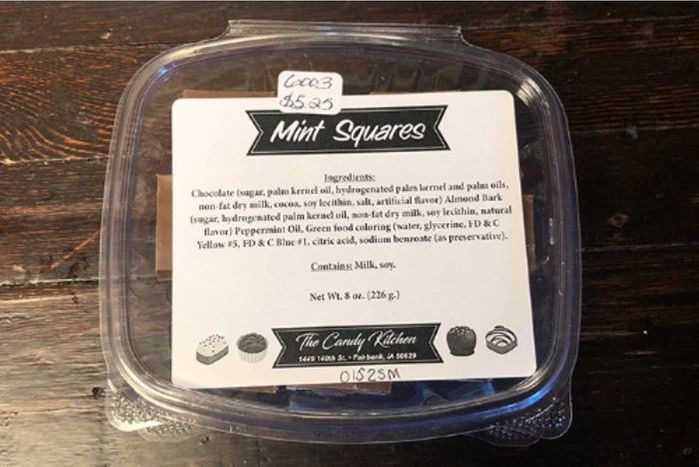 6003
$5.25
Mint Squares
Ingredients:
Chocolate (sugar, palm kernel oil, hydrogenated palm kernel and palm oils,
non-fat dry milk, cocoa, soy lecithin, salt, artificial flavor) Almond Bark
(sugar, hydrogenated palm kernel oil, non-fat dry milk, soy lecithin, natural
flavor) Peppermint Oil, Green food coloring (water, glycerine, FD & C
Yellow #5, FD & C Blue #1, citric acid, sodium benzoate (as preservative).
Contains: Milk, soy.
Net Wt. 8 oz. (226 g.)
The Candy Kitchen
1449 140th St. • Fairbank, IA 50629
01525M